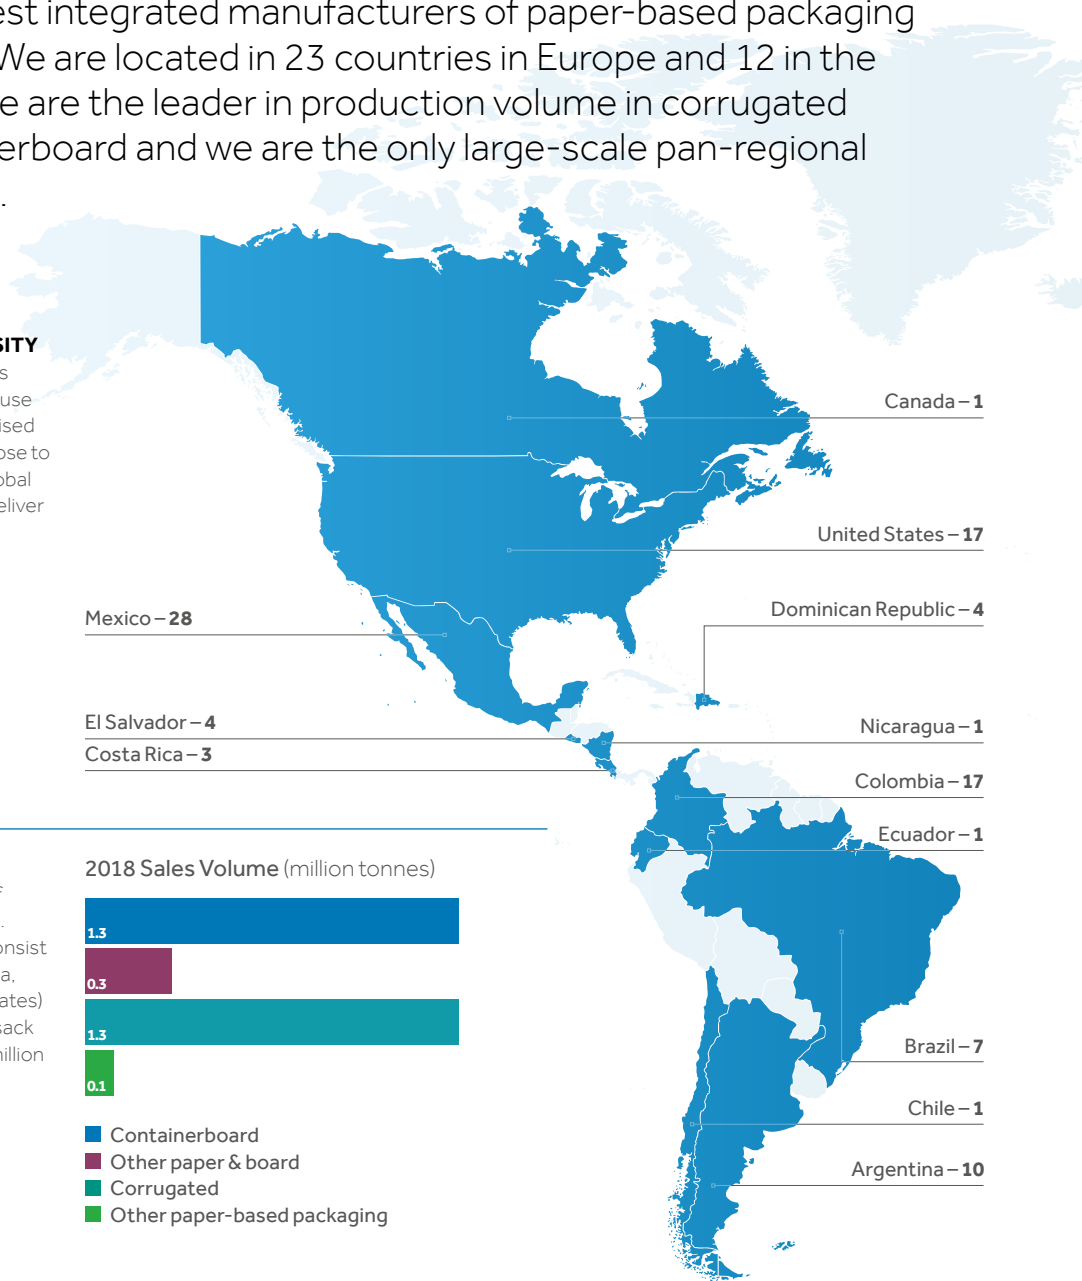 est integrated manufacturers of paper-based packaging
We are located in 23 countries in Europe and 12 in the
e are the leader in production volume in corrugated
erboard and we are the only large-scale pan-regional
.
SITY
s
use
ised
ose to
obal
eliver
Canada – 1
United States – 17
Dominican Republic – 4
Mexico – 28
El Salvador – 4
Costa Rica – 3
Nicaragua – 1
Colombia – 17
Ecuador – 1
Brazil – 7
Chile – 1
Argentina – 10
.
onsist
a,
ates)
sack
million
2018 Sales Volume (million tonnes)
1.3
0.3
1.3
0.1
Containerboard
Other paper & board
Corrugated
Other paper-based packaging